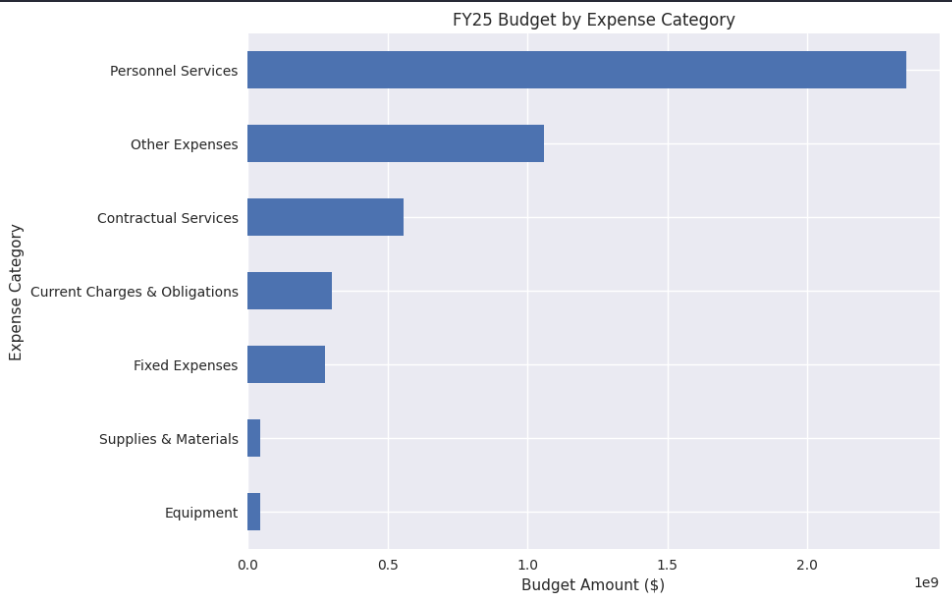 FY25 Budget by Expense Category
Expense Category
Personnel Services
Other Expenses
Contractual Services
Current Charges & Obligations
Fixed Expenses
Supplies & Materials
Equipment
0.0 0.5 1.0 1.5 2.0
1e9
Budget Amount ($)